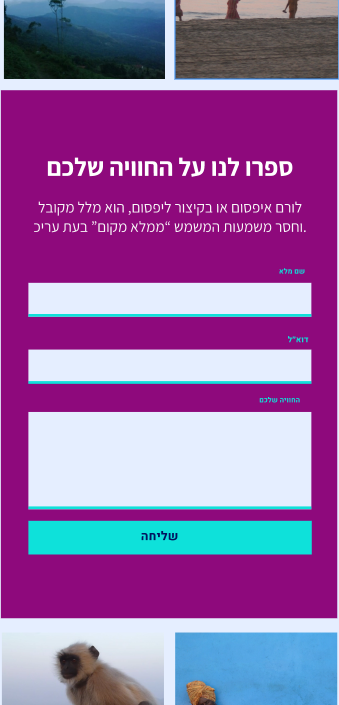 ספרו לנו על החוויה שלכם
לורם איפסום או בקיצור ליפסום, הוא מלל מקובל
וחסר משמעות המשמש “ממלא מקום” בעת עריכ.
שם מלא
דוא״ל
החוויה שלכם
שליחה